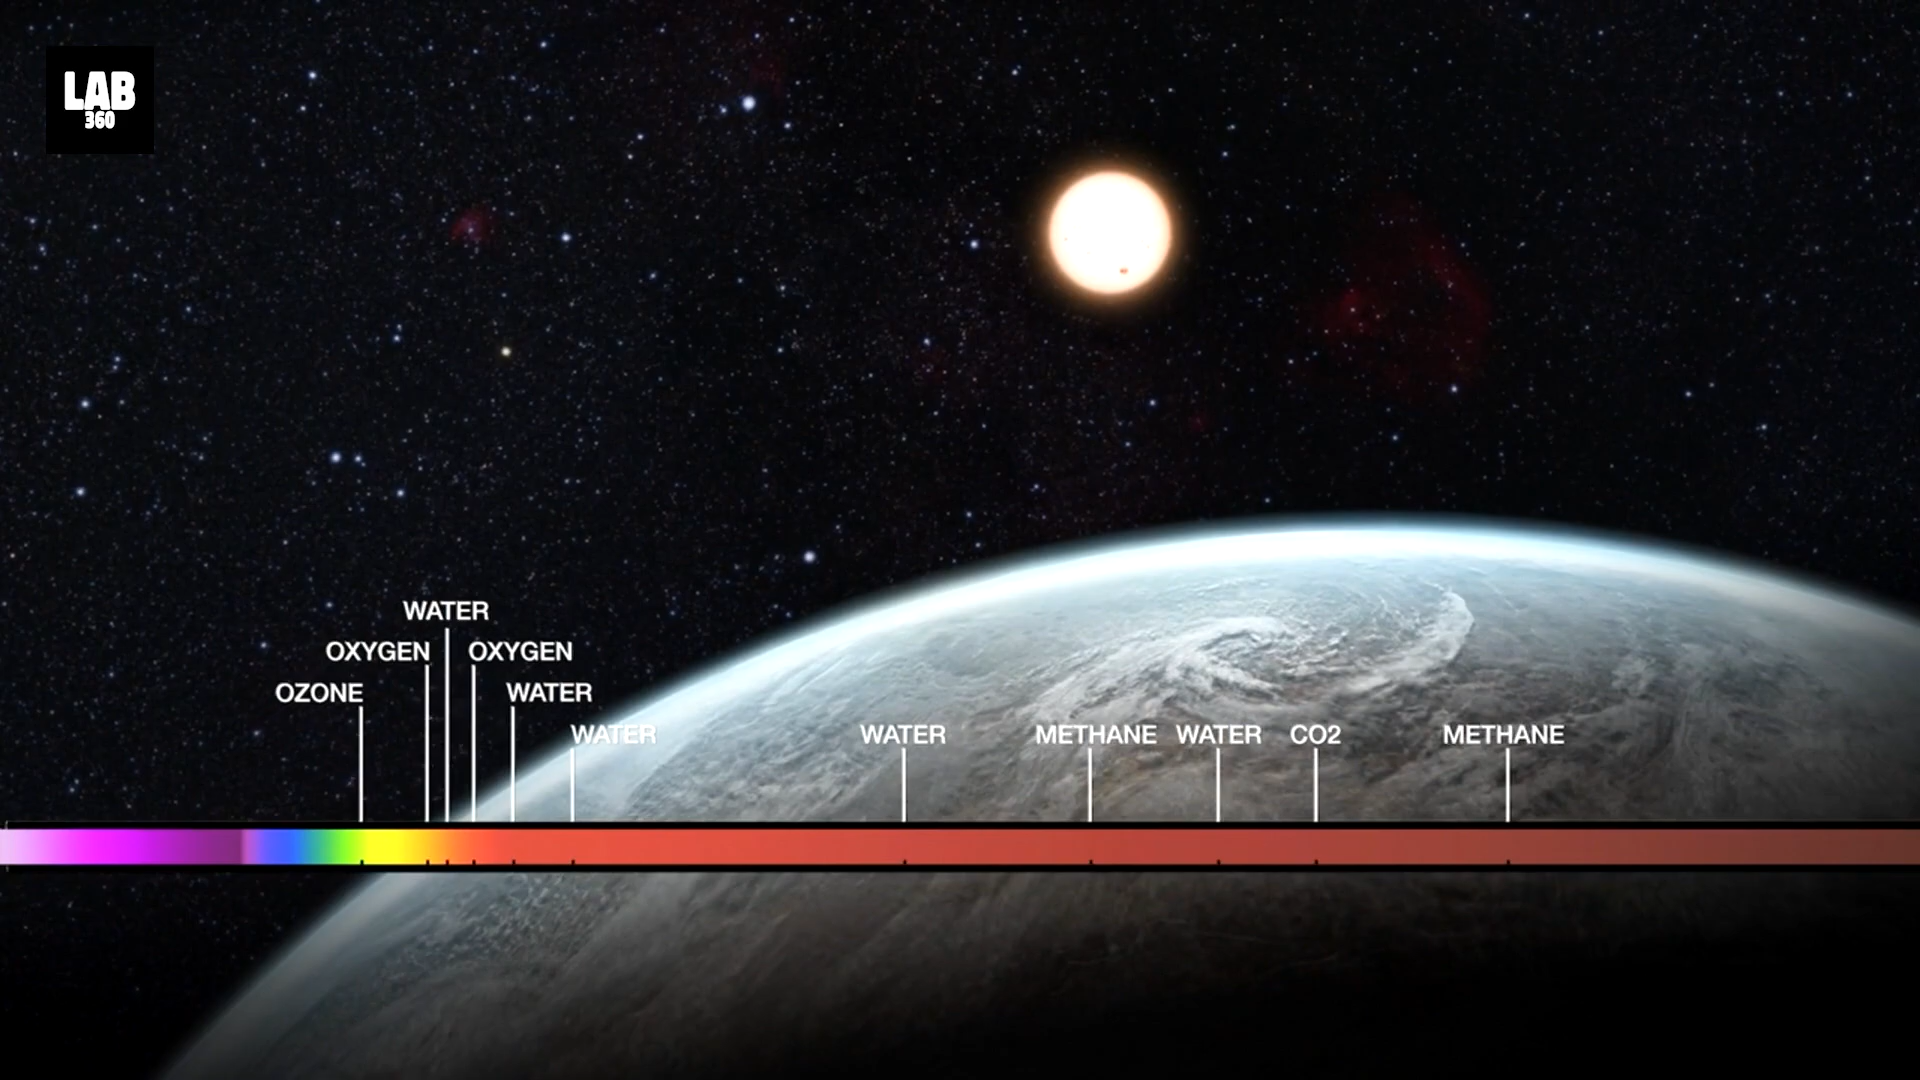 LAB
360
WATER
OXYGEN OXYGEN
OZONE WATER
WATER WATER METHANE WATER CO2 METHANE